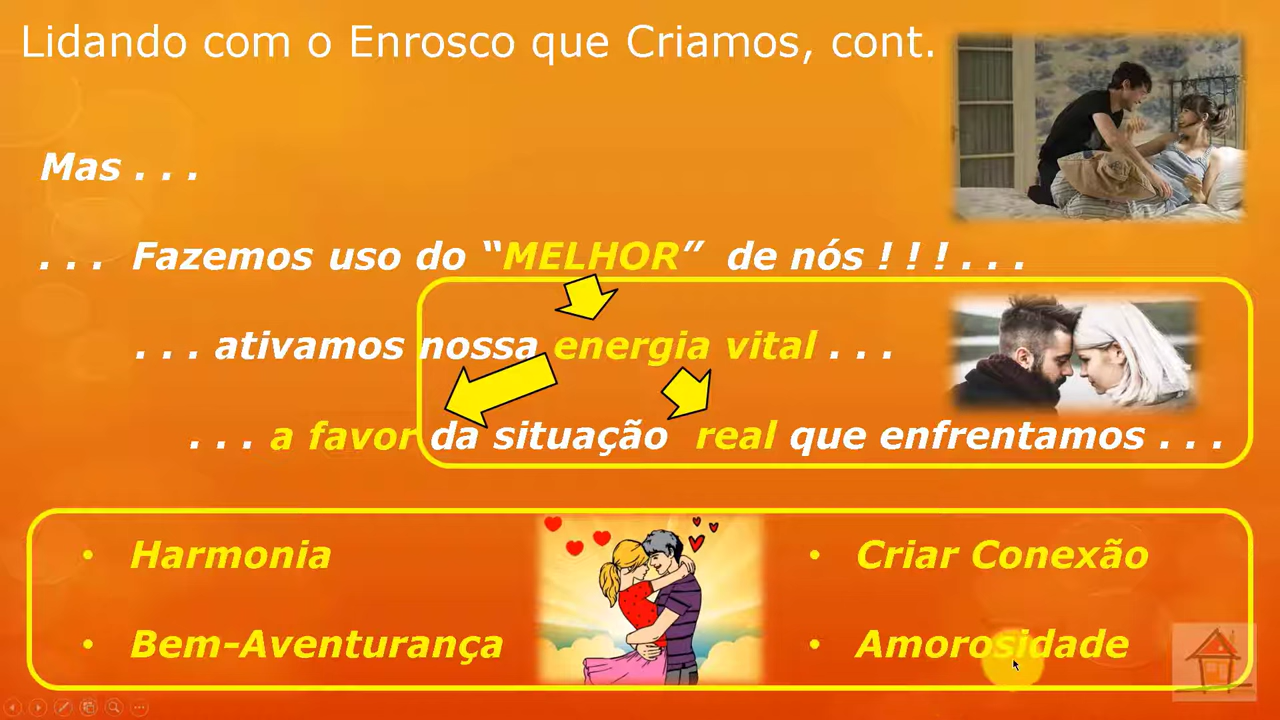 Lidando com o Enrosco que Criamos, cont.
Mas . . .
. . . Fazemos uso do “MELHOR” de nós ! ! ! . . .
. . . ativamos nossa energia vital . . .
. . . a favor da situação real que enfrentamos . . .
• Harmonia
• Criar Conexão
• Bem-Aventurança
• Amorosidade